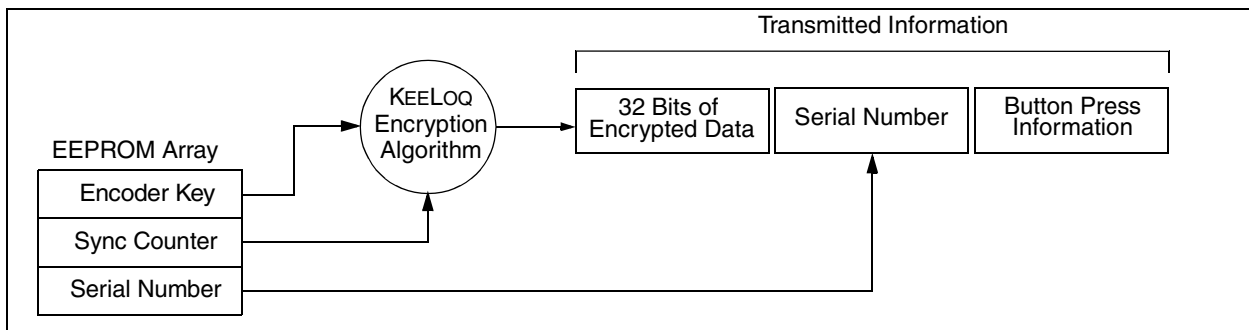 Transmitted Information
KEELOQ
Encryption
Algorithm
32 Bits of
Encrypted Data
Serial Number
Button Press
Information
EEPROM Array
Encoder Key
Sync Counter
Serial Number